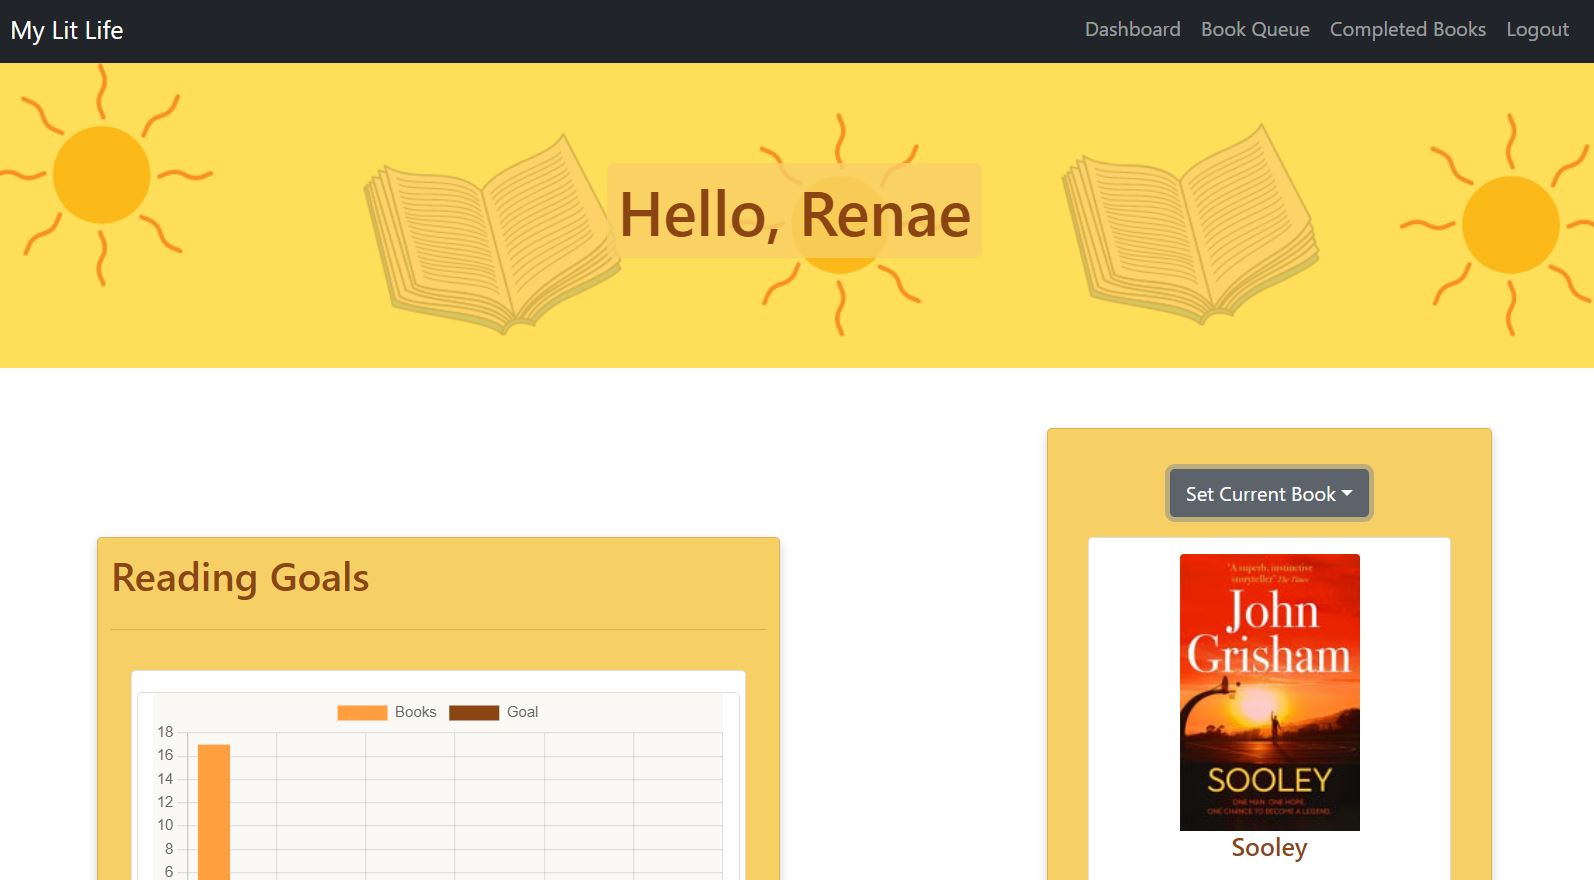 My Lit Life
Dashboard Book Queue Completed Books Logout
Hello, Renae
Set Current Book
Reading Goals
Books Goal
18
16
14
12
10
8
6
'A superb, instinctive
storyteller' The Times
John
Grisham
SOOLEY
ONE MAN. ONE HOPE.
ONE CHANCE TO BECOME A LEGEND.
Sooley